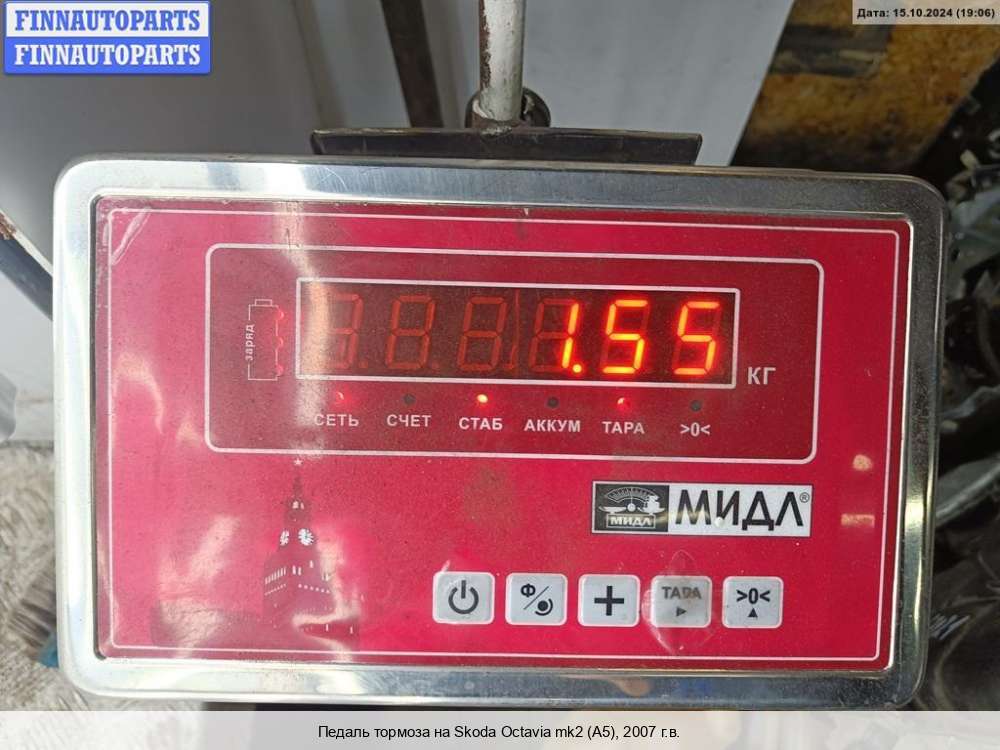 FINNAUTOPARTS
FINNAUTOPARTS
Дата: 15.10.2024 (19:06)
заряд
1.55
КГ
СЕТЬ СЧЕТ СТАБ АККУМ ТАРА >0<
МИДЛ МИДЛ®
Ф ТАРА >0<
Педаль тормоза на Skoda Octavia mk2 (A5), 2007 г.в.